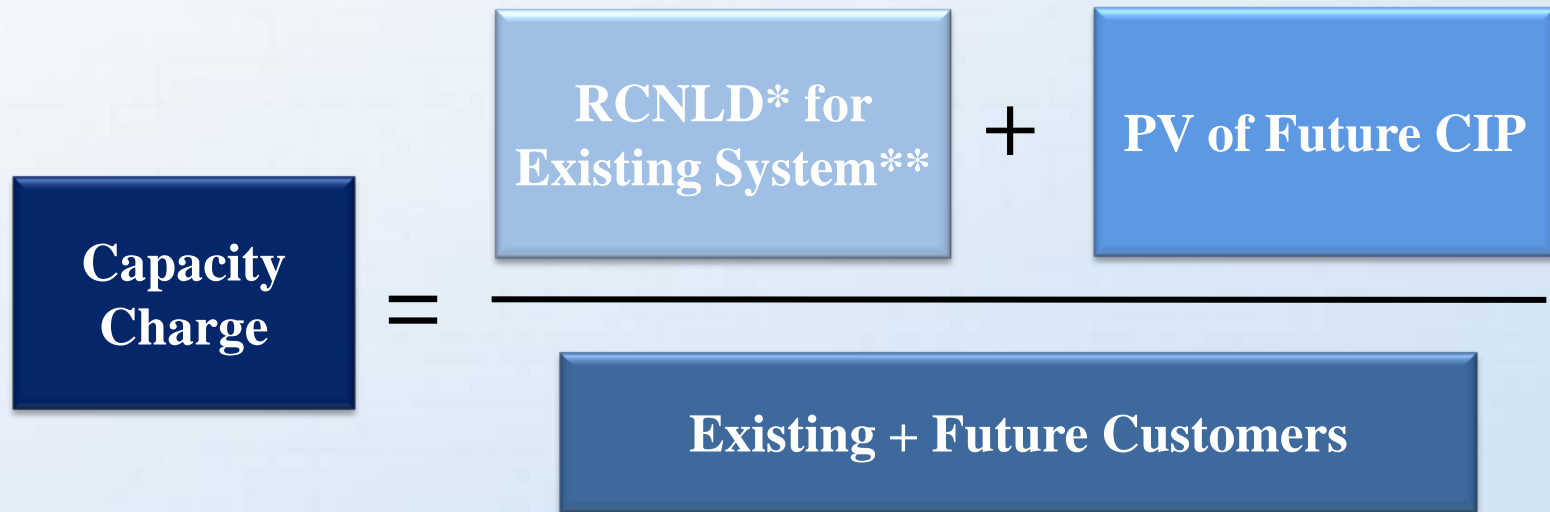 Capacity
Charge
=
RCNLD* for
Existing System**
+
PV of Future CIP
Existing + Future Customers